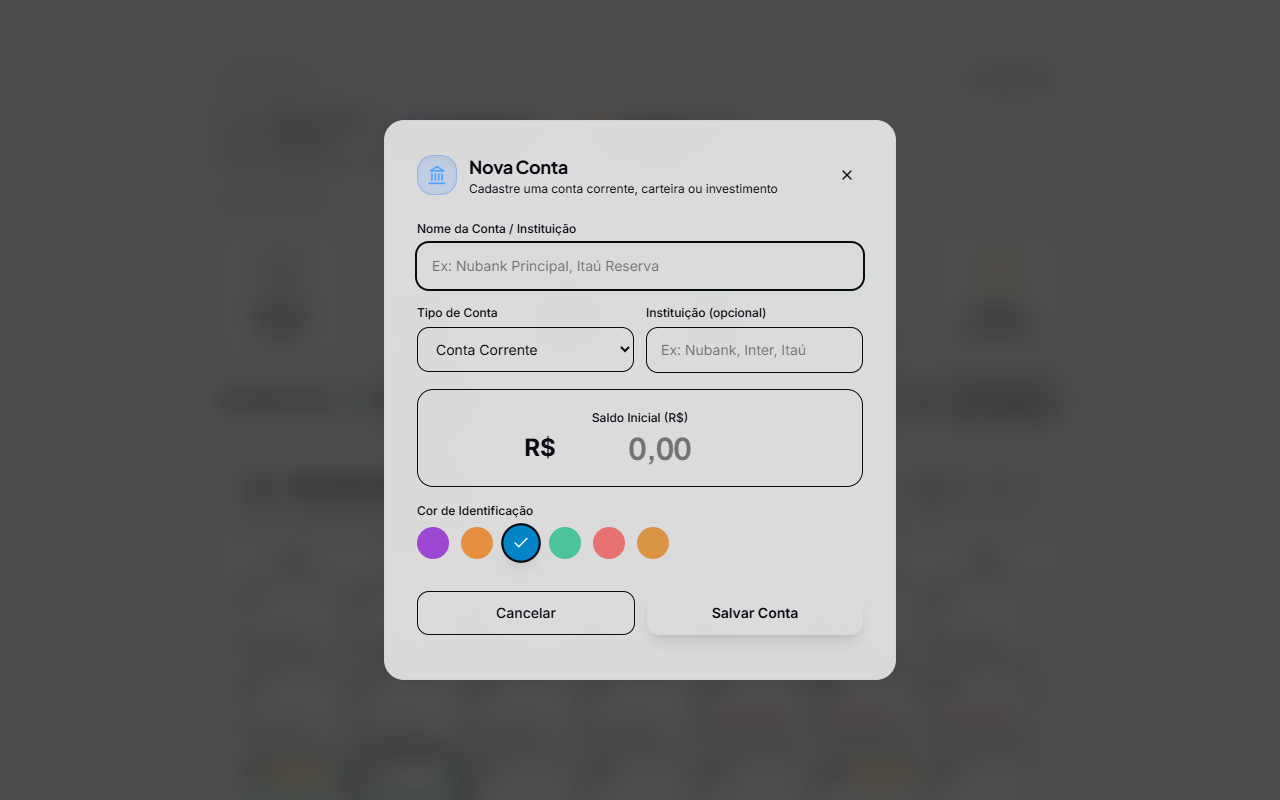 Nova Conta
Cadastre uma conta corrente, carteira ou investimento
Nome da Conta / Instituição
Ex: Nubank Principal, Itaú Reserva
Tipo de Conta
Instituição (opcional)
Conta Corrente
Ex: Nubank, Inter, Itaú
Saldo Inicial (R$)
R$ 0,00
Cor de Identificação
Cancelar
Salvar Conta